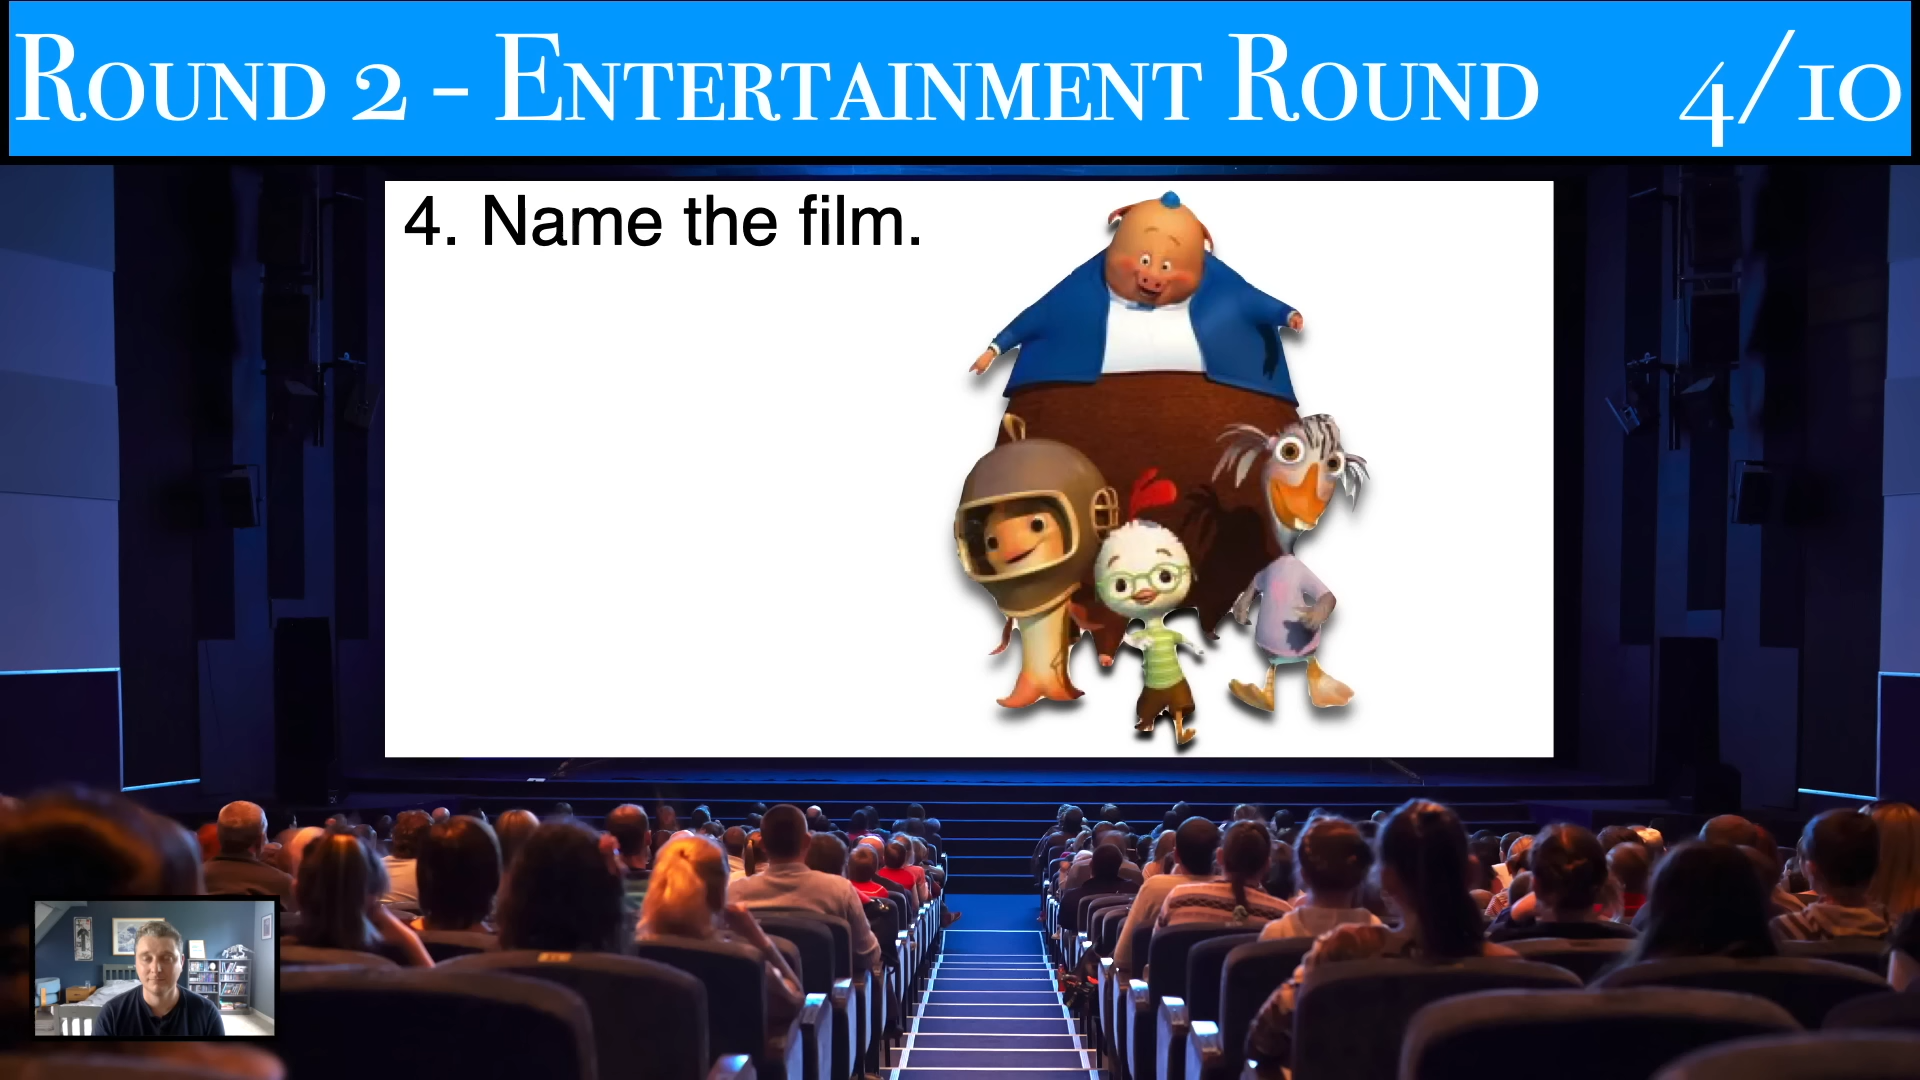 Round 2 - Entertainment Round 4/10
4. Name the film.